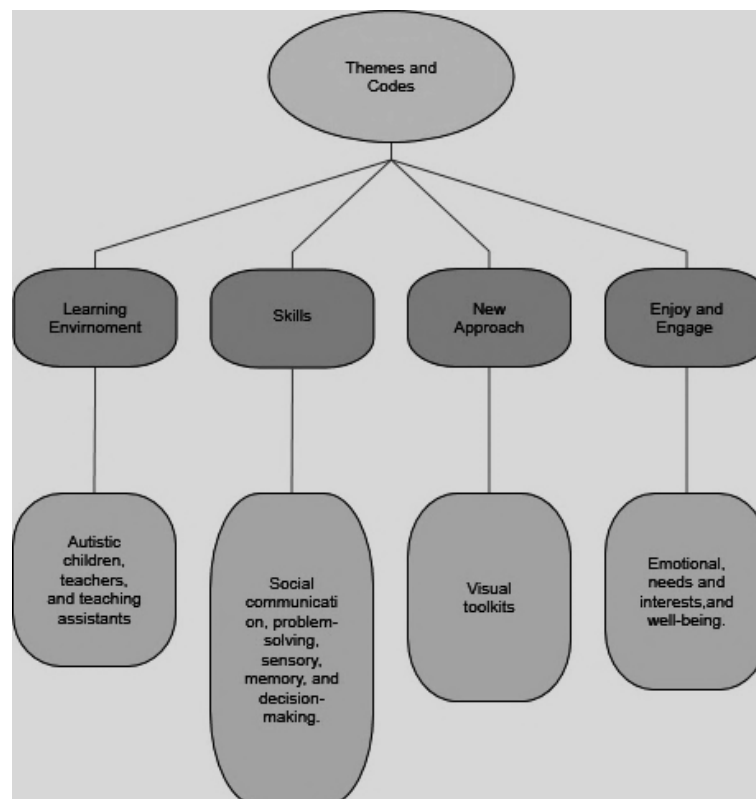 Themes and
Codes
Learning
Envirnoment
Skills
New
Approach
Enjoy and
Engage
Autistic
children,
teachers,
and teaching
assistants
Social
communicati
on, problem-
solving,
sensory,
memory, and
decision-
making.
Visual
toolkits
Emotional,
needs and
interests,and
well-being.